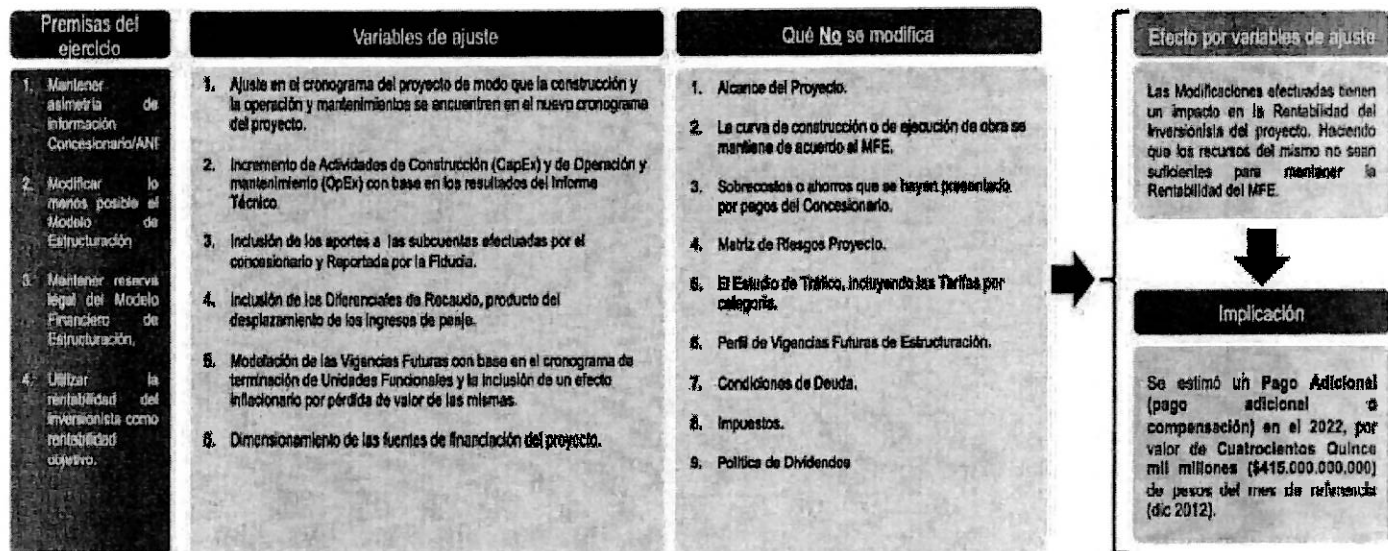 Premisas del
ejercicio
1. Mantener
asimetría de
información
Concesionario/ANI
2. Modificar lo
menos posible el
Modelo de
Estructuración
3. Mantener reserva
legal del Modelo
Financiero de
Estructuración,
4. Utilizar la
rentabilidad del
inversionista como
rentabilidad
objetivo.
Variables de ajuste
1. Ajuste en el cronograma del proyecto de modo que la construcción y
la operación y mantenimientos se encuentren en el nuevo cronograma
del proyecto.
2. Incremento de Actividades de Construcción (CapEx) y de Operación y
mantenimiento (OpEx) con base en los resultados del Informe
Técnico.
3. Inclusión de los aportes a las subcuentas efectuadas por el
concesionario y Reportada por la Fiducia.
4. Inclusión de los Diferenciales de Recaudo, producto del
desplazamiento de los ingresos de peaje.
5. Modelación de las Vigencias Futuras con base en el cronograma de
terminación de Unidades Funcionales y la inclusión de un efecto
inflacionario por pérdida de valor de las mismas.
6. Dimensionamiento de las fuentes de financiación del proyecto.
Qué No se modifica
1. Alcance del Proyecto.
2. La curva de construcción o de ejecución de obra se
mantiene de acuerdo al MFE.
3. Sobrecostos o ahorros que se hayan presentado
por pagos del Concesionario.
4. Matriz de Riesgos Proyecto.
5. El Estudio de Tráfico, incluyendo las Tarifas por
categoría.
6. Perfil de Vigencias Futuras de Estructuración.
7. Condiciones de Deuda.
8. Impuestos.
9. Política de Dividendos
Efecto por variables de ajuste
Las Modificaciones efectuadas tienen
un impacto en la Rentabilidad del
Inversionista del proyecto. Haciendo
que los recursos del mismo no sean
suficientes para mantener la
Rentabilidad del MFE.
Implicación
Se estimó un Pago Adicional
(pago adicional o
compensación) en el 2022, por
valor de Cuatrocientos Quince
mil millones ($415.000.000.000)
de pesos del mes de referencia
(dic 2012).